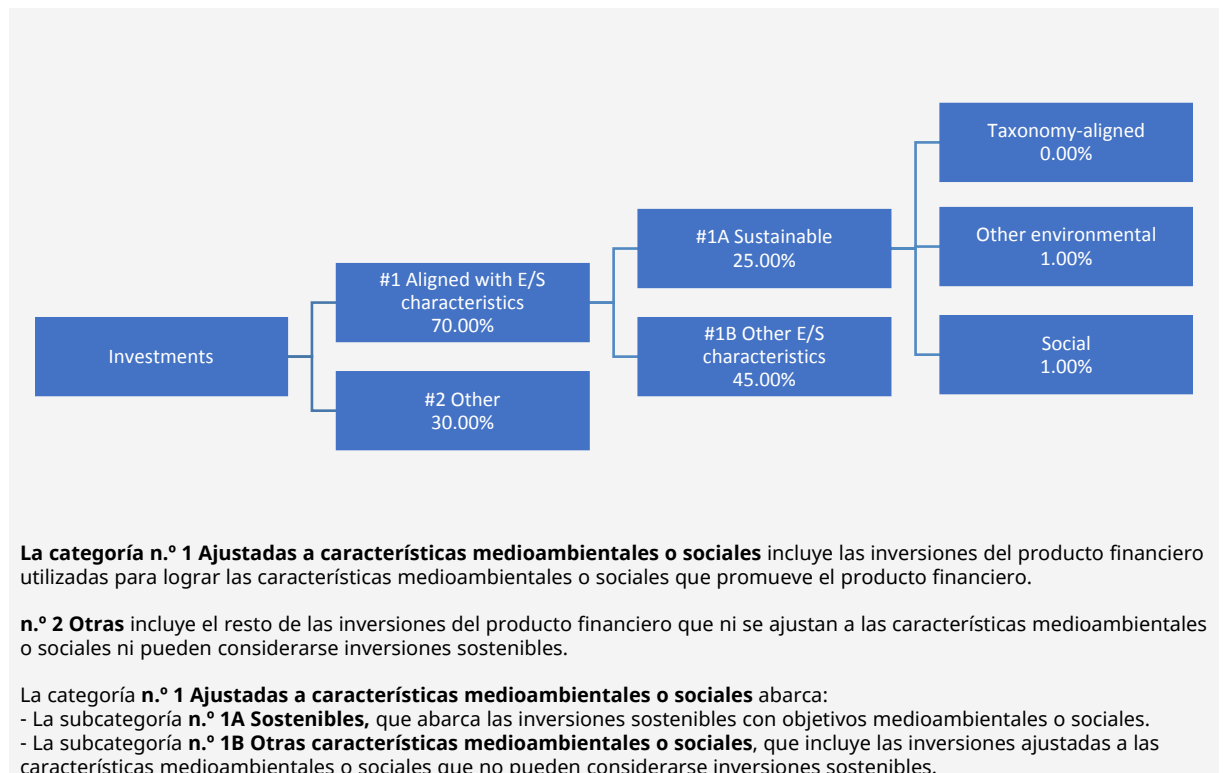 Investments
#1 Aligned with E/S
characteristics
70.00%
#2 Other
30.00%
#1A Sustainable
25.00%
#1B Other E/S
characteristics
45.00%
Taxonomy-aligned
0.00%
Other environmental
1.00%
Social
1.00%
La categoría n.º 1 Ajustadas a características medioambientales o sociales incluye las inversiones del producto financiero
utilizadas para lograr las características medioambientales o sociales que promueve el producto financiero.
n.º 2 Otras incluye el resto de las inversiones del producto financiero que ni se ajustan a las características medioambientales
o sociales ni pueden considerarse inversiones sostenibles.
La categoría n.º 1 Ajustadas a características medioambientales o sociales abarca:
- La subcategoría n.º 1A Sostenibles, que abarca las inversiones sostenibles con objetivos medioambientales o sociales.
- La subcategoría n.º 1B Otras características medioambientales o sociales, que incluye las inversiones ajustadas a las
características medioambientales o sociales que no pueden considerarse inversiones sostenibles.